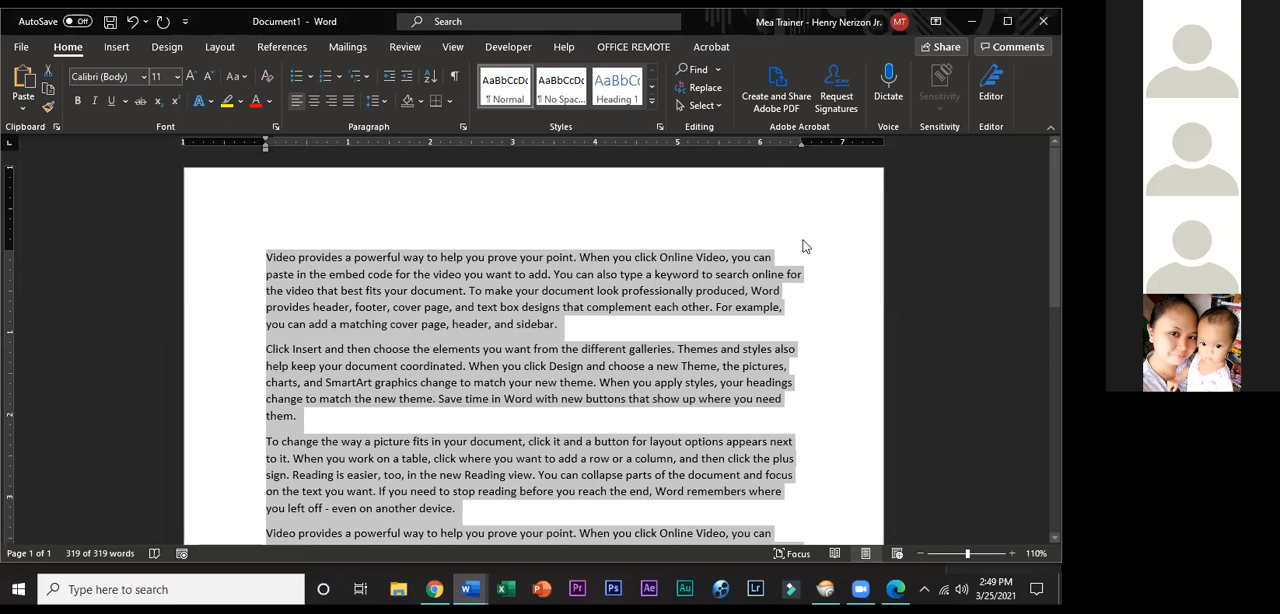 AutoSave Off Document1 - Word Search Mea Trainer - Henry Nerizon Jr. MT
File Home Insert Design Layout References Mailings Review View Developer Help OFFICE REMOTE Acrobat Share Comments
Paste Calibri (Body) 11 A A Aa A AaBbCcDc AaBbCcDc AaBbCc Find
B I U ab x₂ x² A A ¶ Normal ¶ No Spac... Heading 1 Replace Create and Share Adobe PDF Request Signatures Dictate Sensitivity Editor
Select
Clipboard Font Paragraph Styles Editing Adobe Acrobat Voice Sensitivity Editor
1 1 2 3 4 5 6 7
Video provides a powerful way to help you prove your point. When you click Online Video, you can
paste in the embed code for the video you want to add. You can also type a keyword to search online for
the video that best fits your document. To make your document look professionally produced, Word
provides header, footer, cover page, and text box designs that complement each other. For example,
you can add a matching cover page, header, and sidebar.
Click Insert and then choose the elements you want from the different galleries. Themes and styles also
help keep your document coordinated. When you click Design and choose a new Theme, the pictures,
charts, and SmartArt graphics change to match your new theme. When you apply styles, your headings
change to match the new theme. Save time in Word with new buttons that show up where you need
them.
To change the way a picture fits in your document, click it and a button for layout options appears next
to it. When you work on a table, click where you want to add a row or a column, and then click the plus
sign. Reading is easier, too, in the new Reading view. You can collapse parts of the document and focus
on the text you want. If you need to stop reading before you reach the end, Word remembers where
you left off - even on another device.
Video provides a powerful way to help you prove your point. When you click Online Video, you can
Page 1 of 1 319 of 319 words Focus 110%
Type here to search W X P Pr Ps Ae Au Lr 2:49 PM
3/25/2021